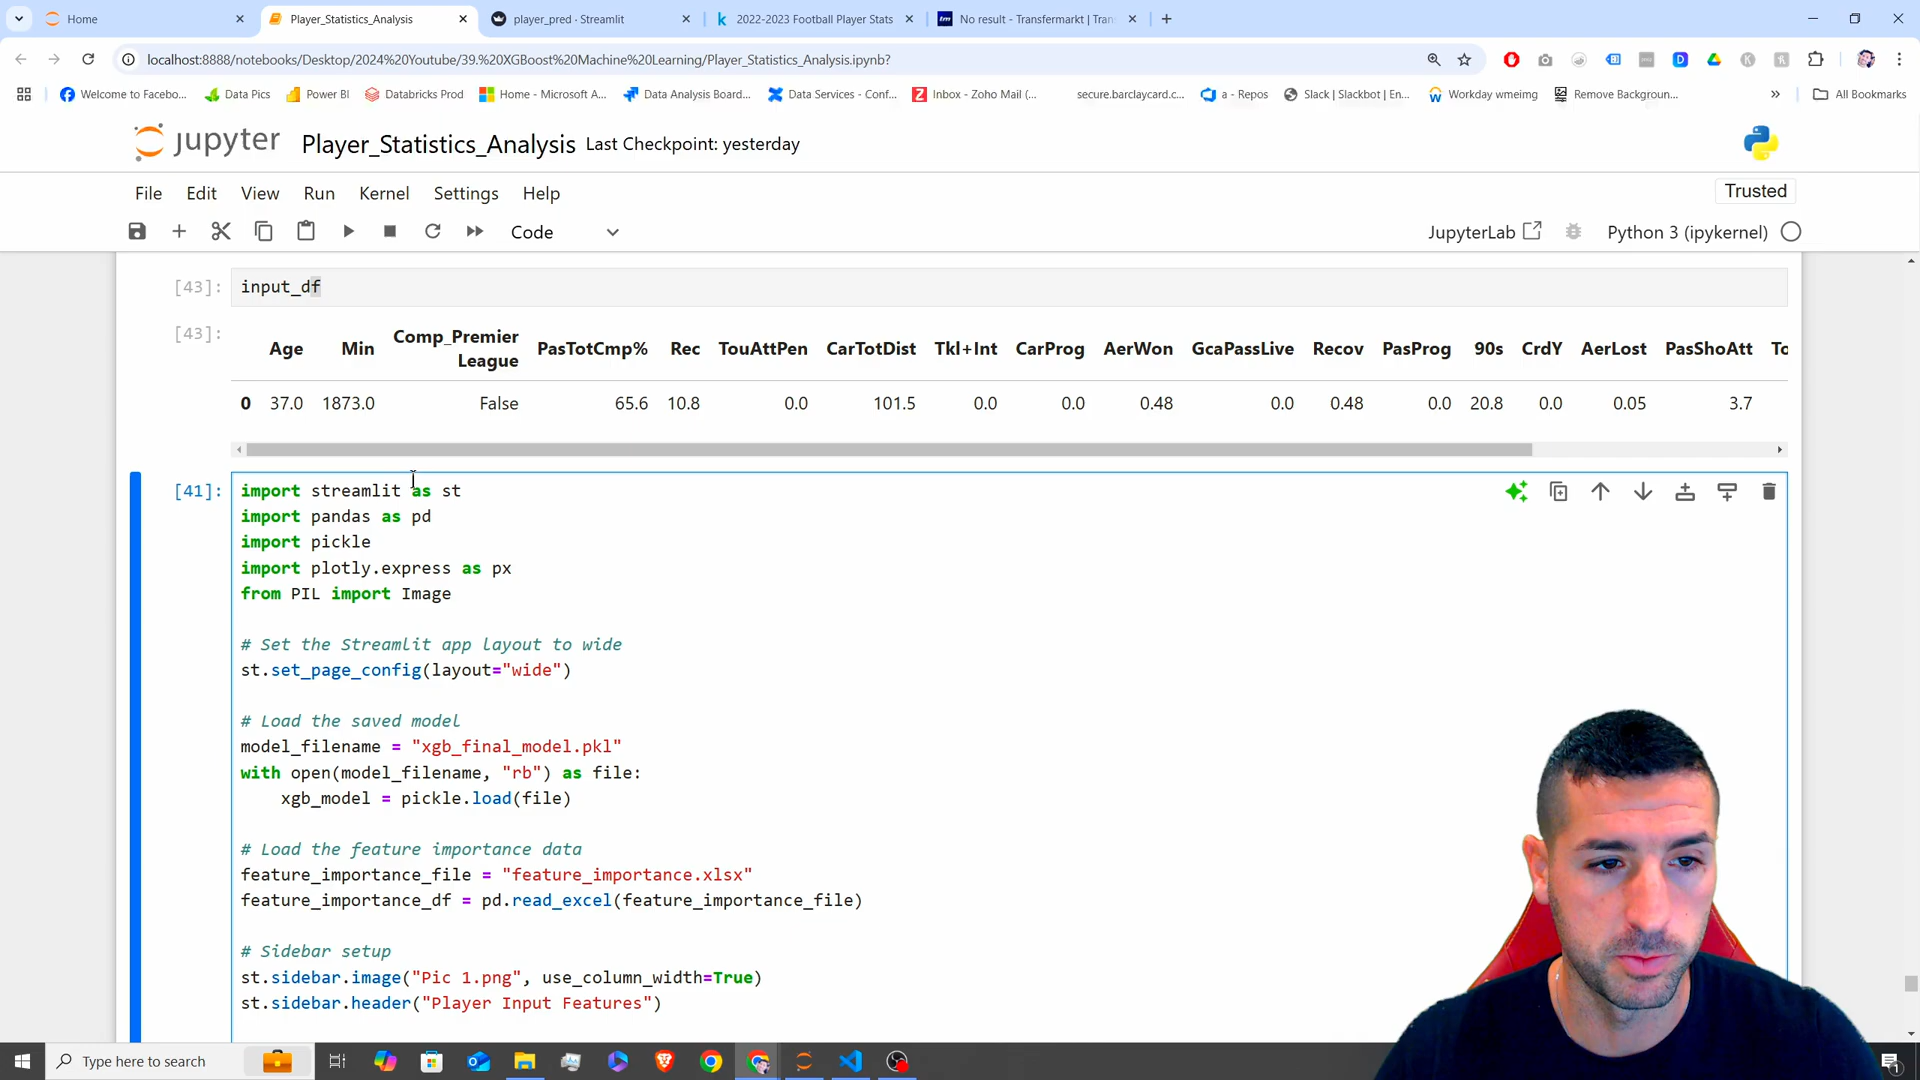 Home
Player_Statistics_Analysis
player_pred · Streamlit
2022-2023 Football Player Stats
No result - Transfermarkt | Tran
localhost:8888/notebooks/Desktop/2024%20Youtube/39.%20XGBoost%20Machine%20Learning/Player_Statistics_Analysis.ipynb?
Welcome to Facebo...
Data Pics
Power BI
Databricks Prod
Home - Microsoft A...
Data Analysis Board...
Data Services - Conf...
Inbox - Zoho Mail (...
secure.barclaycard.c...
a - Repos
Slack | Slackbot | En...
Workday wmeimg
Remove Backgroun...
All Bookmarks
jupyter Player_Statistics_Analysis Last Checkpoint: yesterday
File Edit View Run Kernel Settings Help
Trusted
Code
JupyterLab
Python 3 (ipykernel)
[43]: input_df
[43]:
Age Min Comp_Premier League PasTotCmp% Rec TouAttPen CarTotDist Tkl+Int CarProg AerWon GcaPassLive Recov PasProg 90s CrdY AerLost PasShoAtt To
0 37.0 1873.0 False 65.6 10.8 0.0 101.5 0.0 0.0 0.48 0.0 0.48 0.0 20.8 0.0 0.05 3.7
[41]: import streamlit as st
import pandas as pd
import pickle
import plotly.express as px
from PIL import Image
# Set the Streamlit app layout to wide
st.set_page_config(layout="wide")
# Load the saved model
model_filename = "xgb_final_model.pkl"
with open(model_filename, "rb") as file:
xgb_model = pickle.load(file)
# Load the feature importance data
feature_importance_file = "feature_importance.xlsx"
feature_importance_df = pd.read_excel(feature_importance_file)
# Sidebar setup
st.sidebar.image("Pic 1.png", use_column_width=True)
st.sidebar.header("Player Input Features")
Type here to search